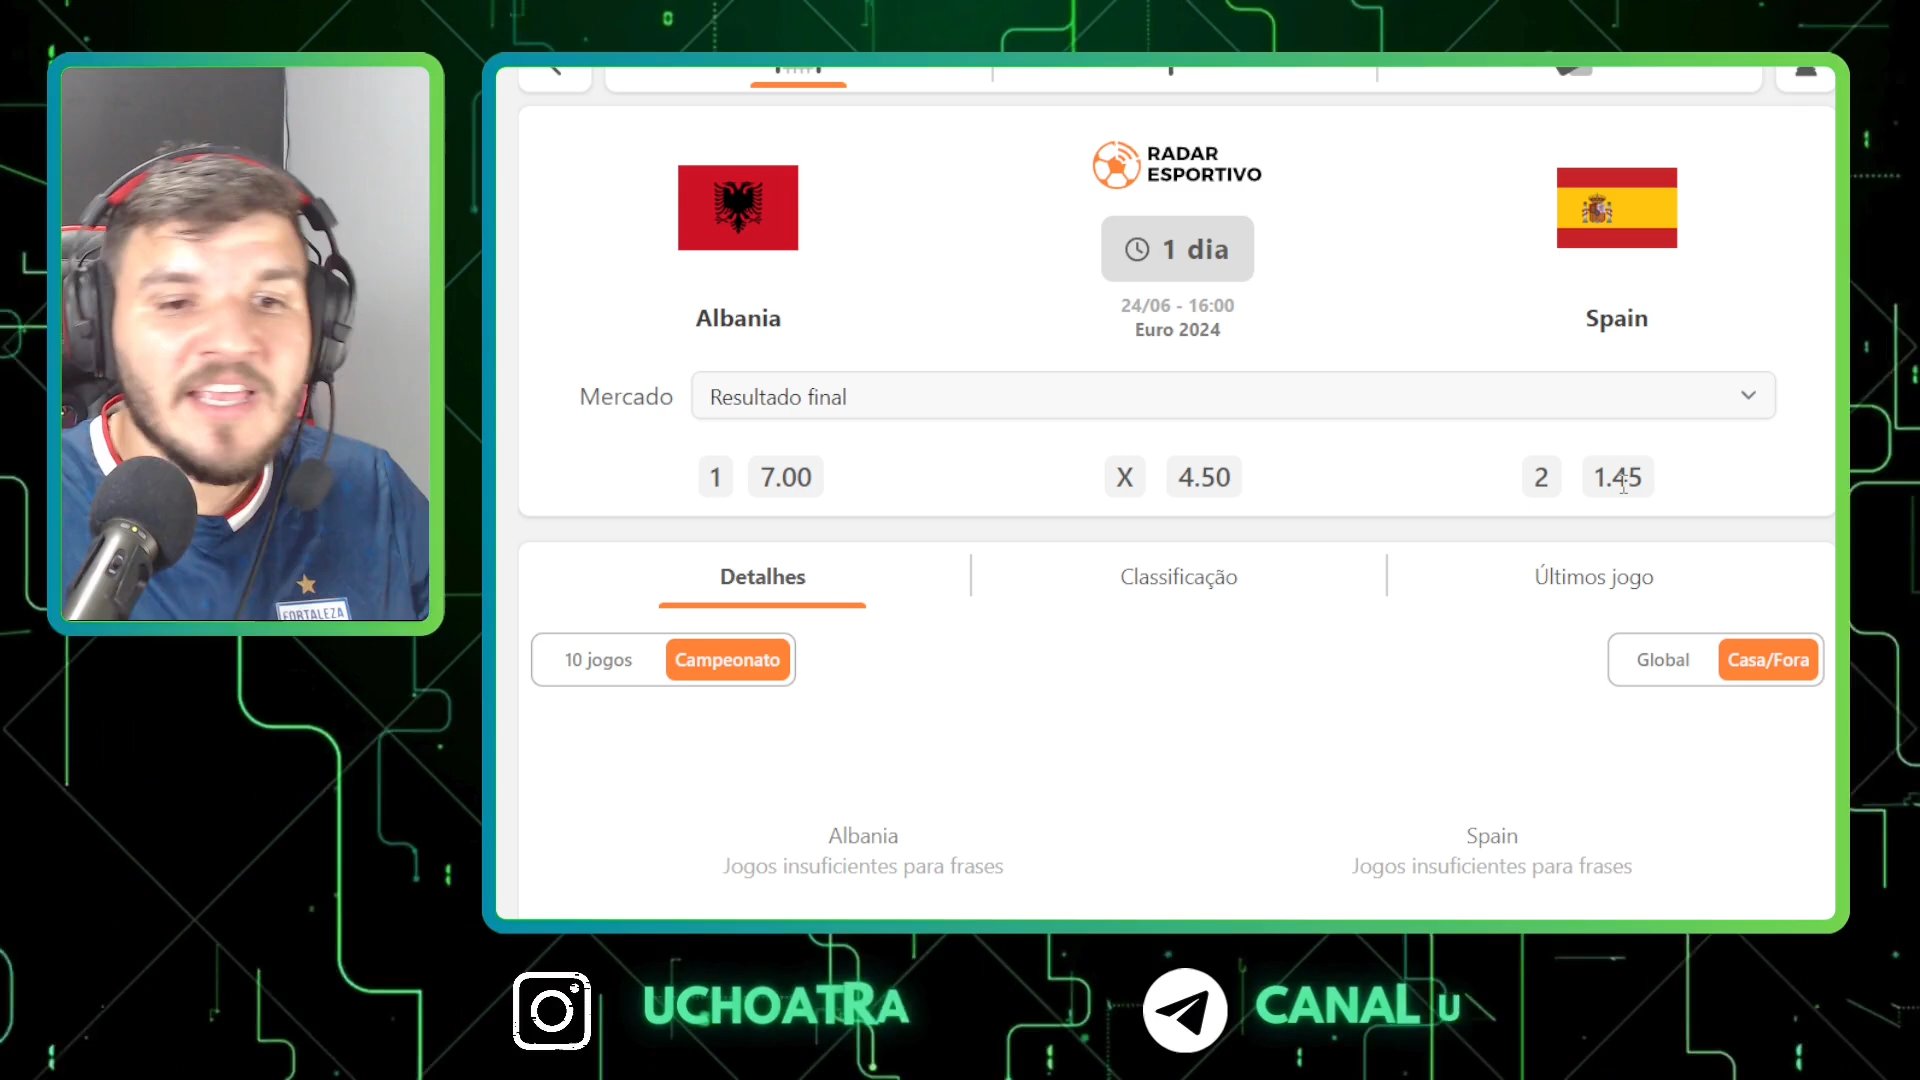 RADAR
ESPORTIVO
1 dia
24/06 - 16:00
Euro 2024
Albania
Spain
Mercado
Resultado final
1
7.00
X
4.50
2
1.45
Detalhes
Classificação
Últimos jogo
10 jogos
Campeonato
Global
Casa/Fora
Albania
Jogos insuficientes para frases
Spain
Jogos insuficientes para frases
FORTALEZA
UCHOATRA
CANAL U